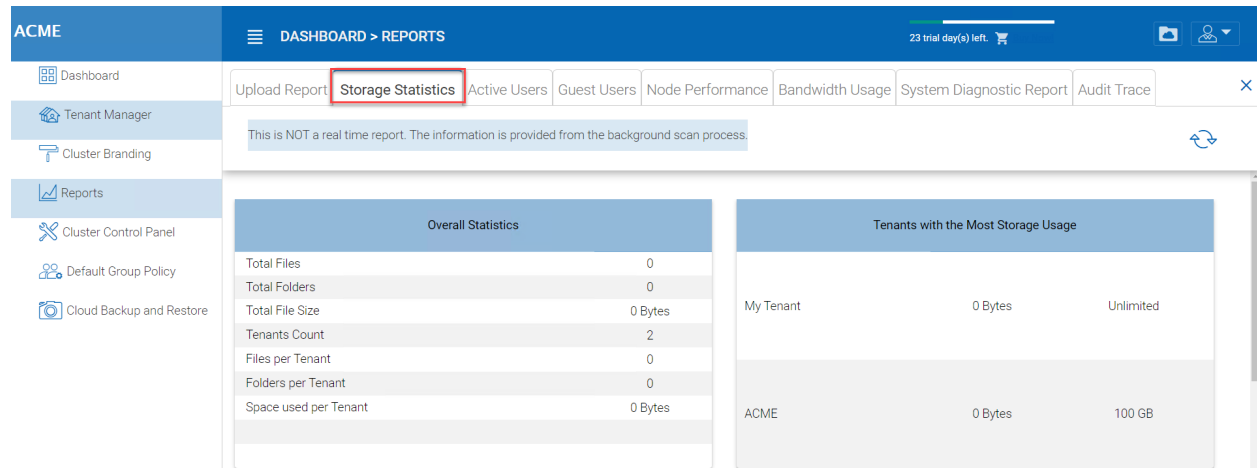 ACME
DASHBOARD > REPORTS
23 trial day(s) left.
Dashboard
Tenant Manager
Cluster Branding
Reports
Cluster Control Panel
Default Group Policy
Cloud Backup and Restore
Upload Report Storage Statistics Active Users Guest Users Node Performance Bandwidth Usage System Diagnostic Report Audit Trace
This is NOT a real time report. The information is provided from the background scan process.
Overall Statistics
Total Files 0
Total Folders 0
Total File Size 0 Bytes
Tenants Count 2
Files per Tenant 0
Folders per Tenant 0
Space used per Tenant 0 Bytes
Tenants with the Most Storage Usage
My Tenant 0 Bytes Unlimited
ACME 0 Bytes 100 GB